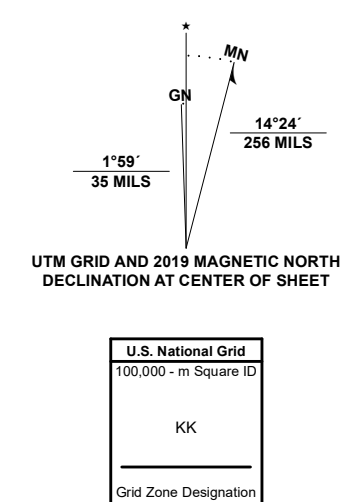 ★
MN
GN
14°24´
256 MILS
1°59´
35 MILS
UTM GRID AND 2019 MAGNETIC NORTH
DECLINATION AT CENTER OF SHEET
U.S. National Grid
100,000 - m Square ID
KK
Grid Zone Designation